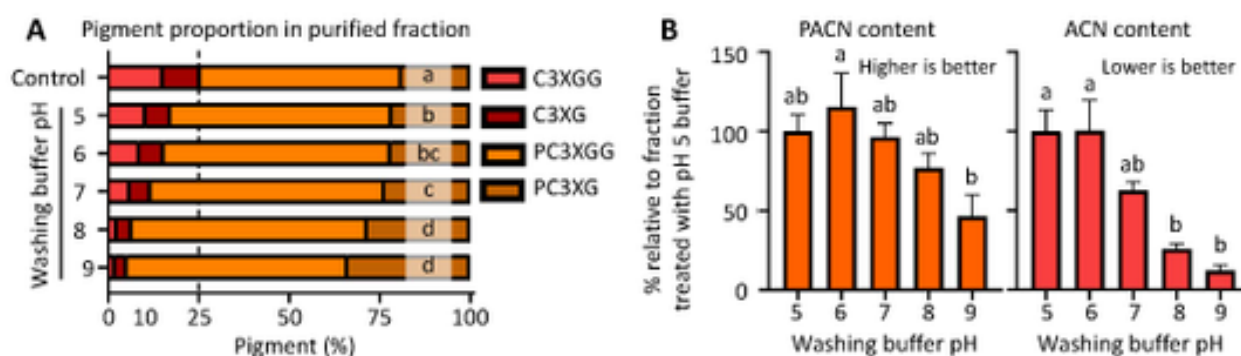 A Pigment proportion in purified fraction
Control a
5 b
6 bc
7 c
8 d
9 d
Washing buffer pH
0 10 25 50 75 100
Pigment (%)
C3XGG
C3XG
PC3XGG
PC3XG
B PACN content ACN content
Higher is better Lower is better
% relative to fraction
treated with pH 5 buffer
150
100
50
0
ab a ab ab b
a a ab b b
5 6 7 8 9 5 6 7 8 9
Washing buffer pH Washing buffer pH